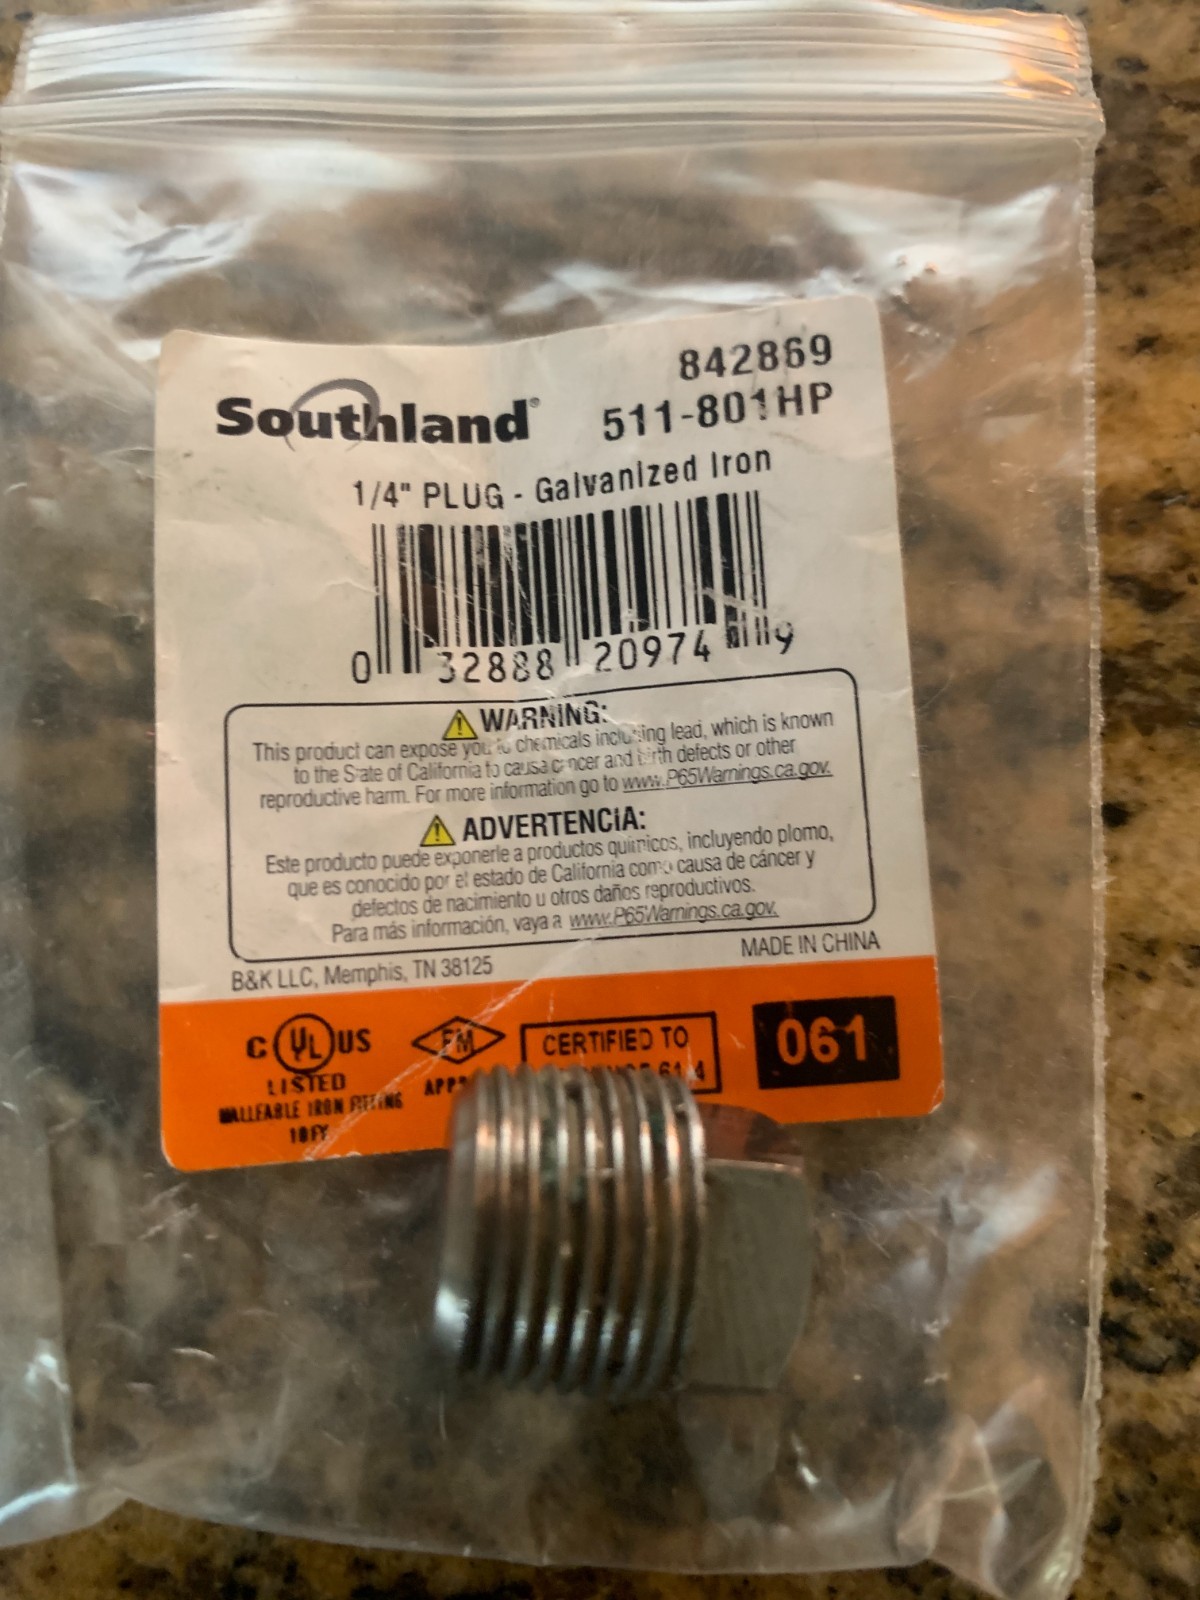 842869
Southland®
511-801HP
1/4" PLUG - Galvanized Iron
0 32888 20974 9
WARNING:
This product can expose you to chemicals including lead, which is known
to the State of California to cause cancer and birth defects or other
reproductive harm. For more information go to www.P65Warnings.ca.gov.
ADVERTENCIA:
Este producto puede exponerle a productos químicos, incluyendo plomo,
que es conocido por el estado de California como causa de cáncer y
defectos de nacimiento u otros daños reproductivos.
Para más información, vaya a www.P65Warnings.ca.gov.
MADE IN CHINA
B&K LLC, Memphis, TN 38125
C UL US
LISTED
MALLEABLE IRON FITTING
18FY
FM
CERTIFIED TO
061